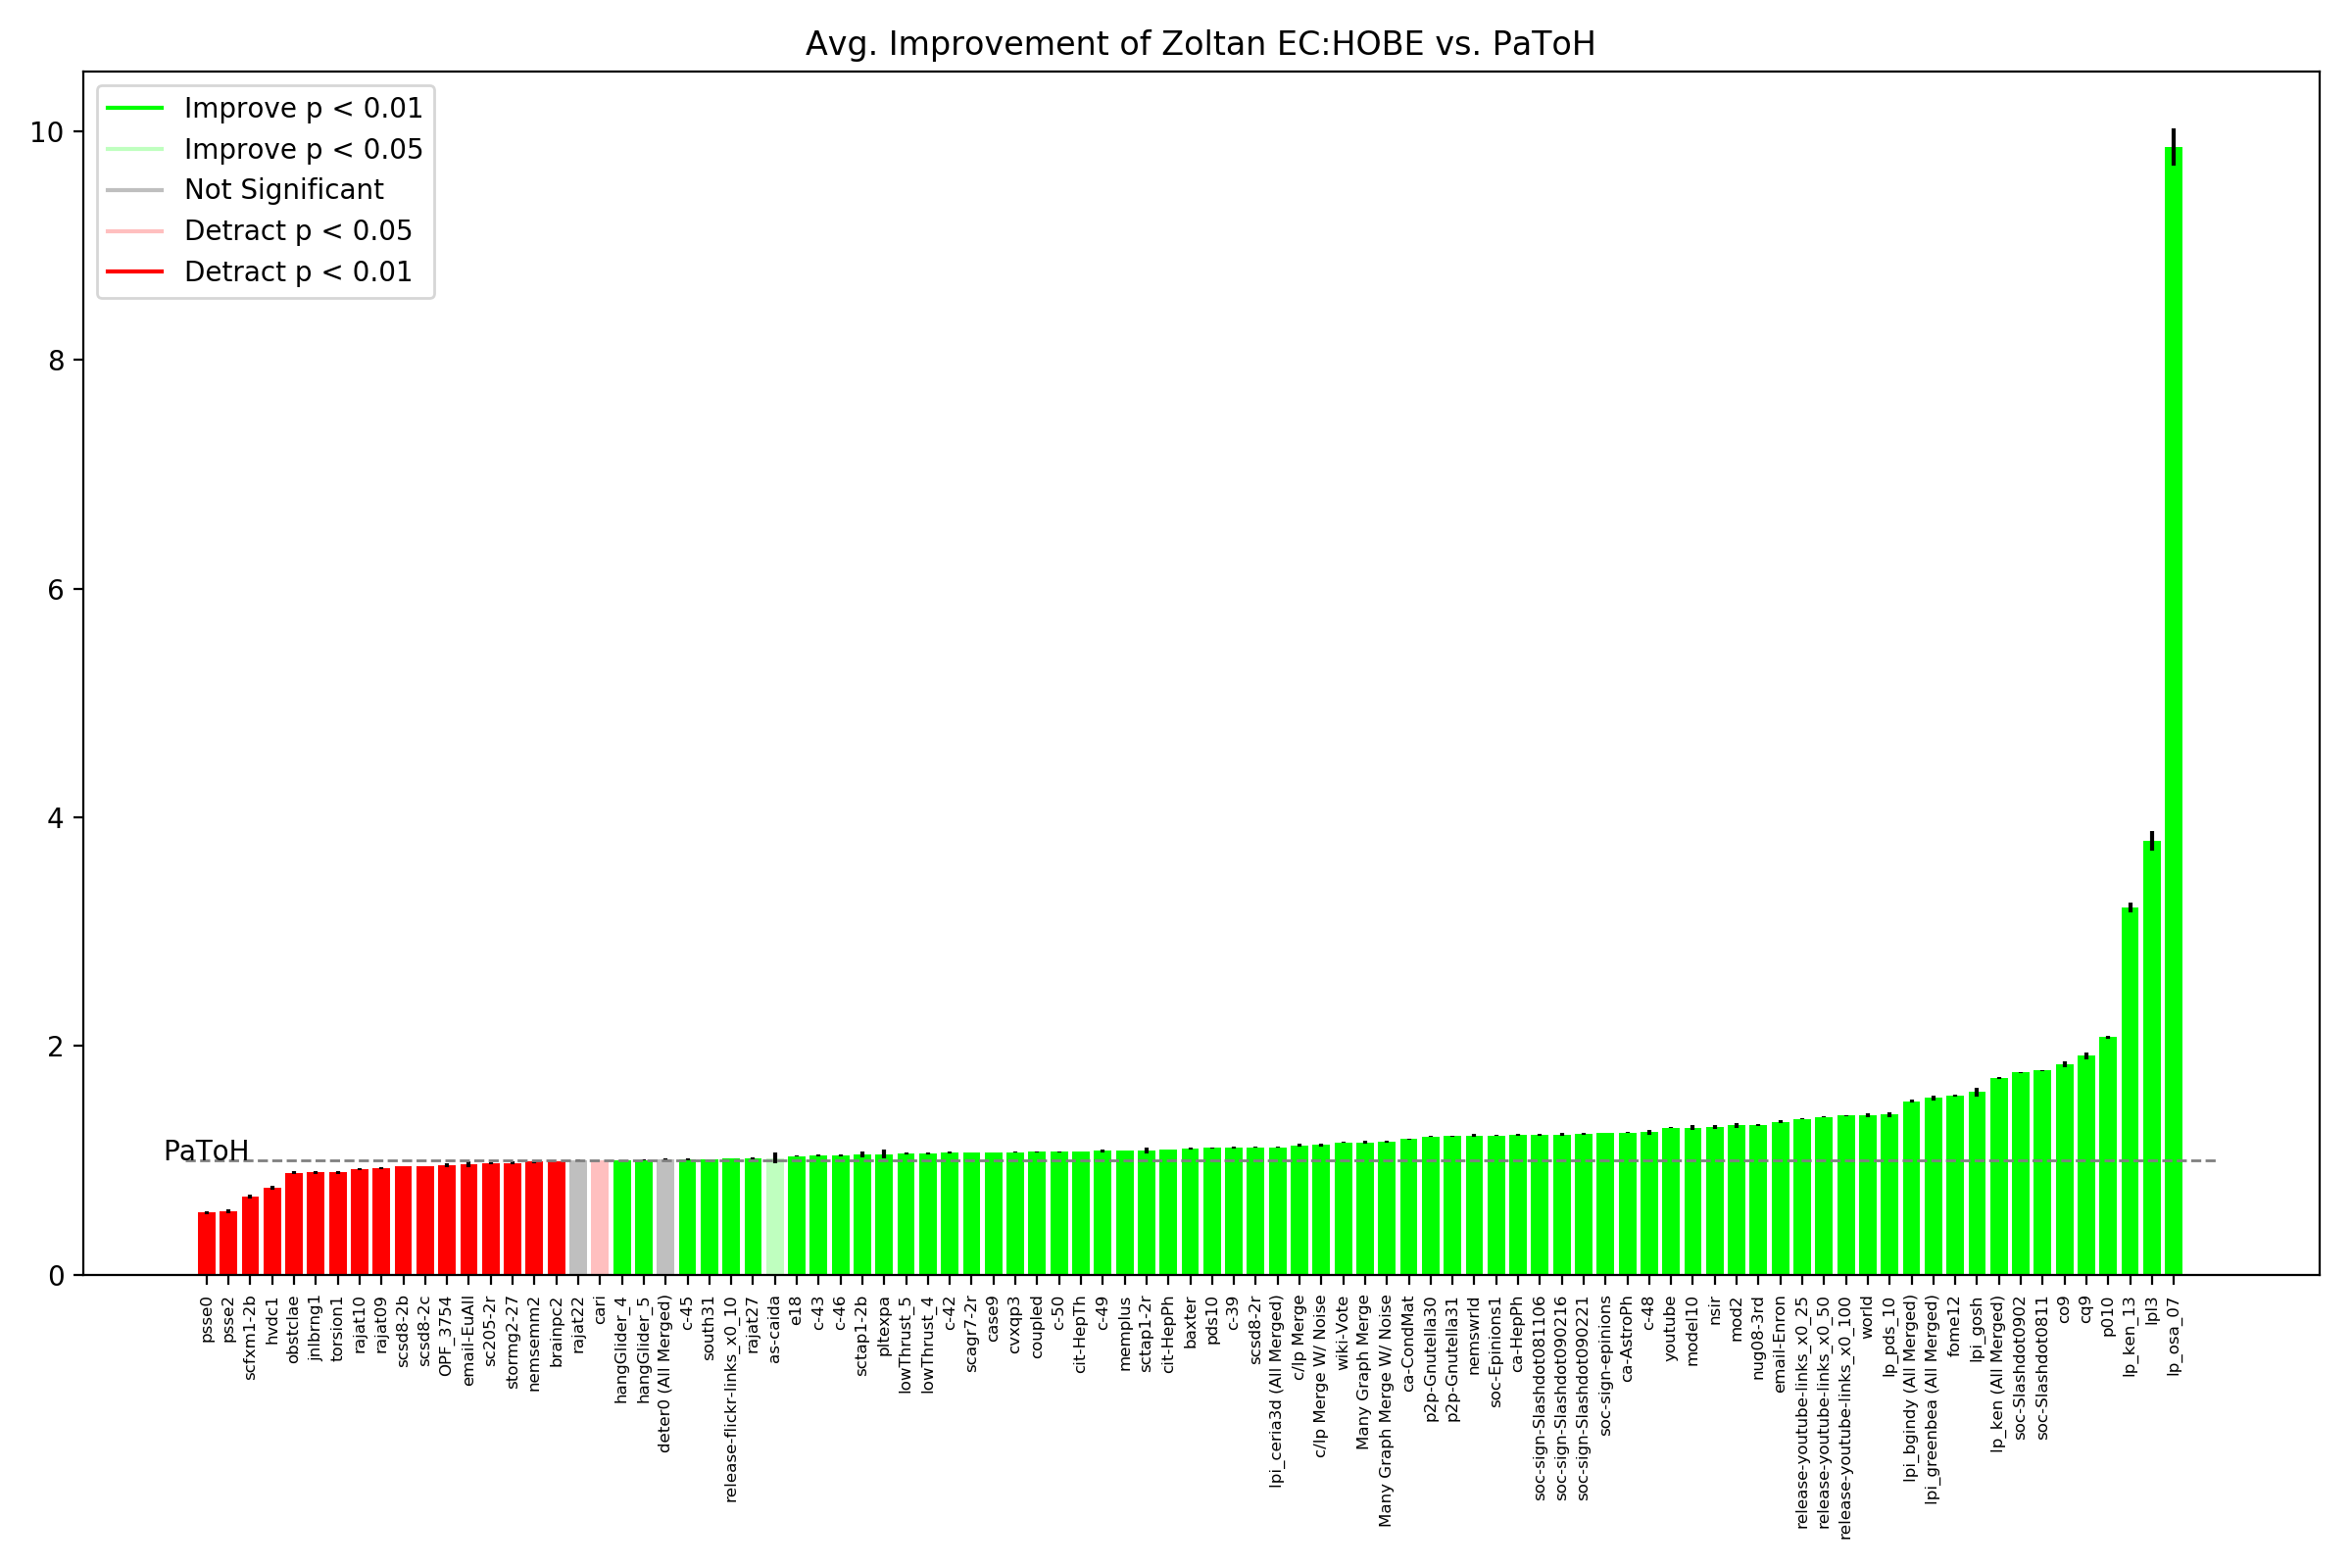 Avg. Improvement of Zoltan EC:HOBE vs. PaToH
Improve p < 0.01
Improve p < 0.05
Not Significant
Detract p < 0.05
Detract p < 0.01
10
8
6
4
2
0
PaToH
psse0
psse2
scfxm1-2b
hvdc1
obstclae
jnlbrng1
torsion1
rajat10
rajat09
scsd8-2b
scsd8-2c
OPF_3754
email-EuAll
sc205-2r
stormg2-27
nemsemm2
brainpc2
rajat22
cari
hangGlider_4
hangGlider_5
deter0 (All Merged)
c-45
south31
release-flickr-links_x0_10
rajat27
as-caida
e18
c-43
c-46
sctap1-2b
pltexpa
lowThrust_5
lowThrust_4
c-42
scagr7-2r
case9
cvxqp3
coupled
c-50
cit-HepTh
c-49
memplus
sctap1-2r
cit-HepPh
baxter
pds10
c-39
scsd8-2r
lpi_ceria3d (All Merged)
c/lp Merge
c/lp Merge W/ Noise
wiki-Vote
Many Graph Merge
Many Graph Merge W/ Noise
ca-CondMat
p2p-Gnutella30
p2p-Gnutella31
nemswrld
soc-Epinions1
ca-HepPh
soc-sign-Slashdot081106
soc-sign-Slashdot090216
soc-sign-Slashdot090221
soc-sign-epinions
ca-AstroPh
c-48
youtube
model10
nsir
mod2
nug08-3rd
email-Enron
release-youtube-links_x0_25
release-youtube-links_x0_50
release-youtube-links_x0_100
world
lp_pds_10
lpi_bgindy (All Merged)
lpi_greenbea (All Merged)
fome12
lpi_gosh
lp_ken (All Merged)
soc-Slashdot0902
soc-Slashdot0811
co9
cq9
p010
lp_ken_13
lpl3
lp_osa_07